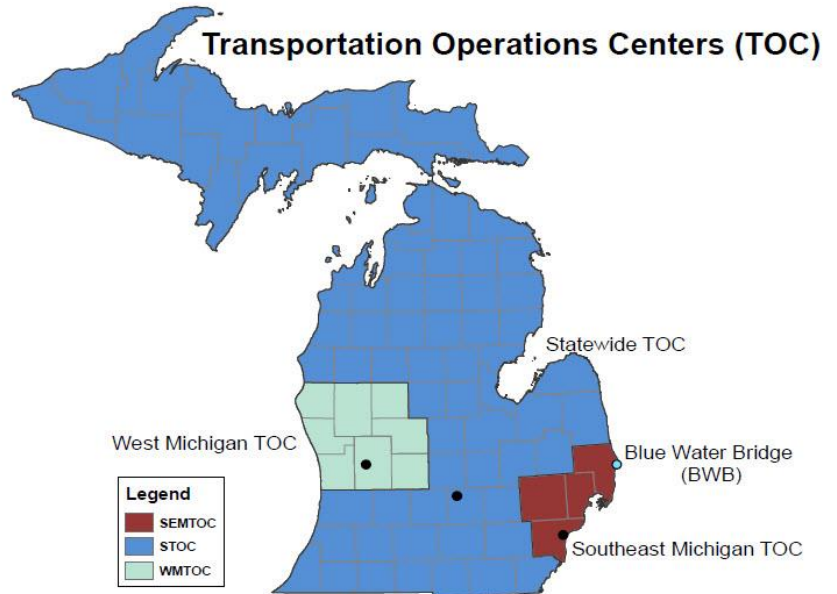 Transportation Operations Centers (TOC)
Statewide TOC
West Michigan TOC
Blue Water Bridge
(BWB)
Legend
SEMTOC
STOC
WMTOC
Southeast Michigan TOC